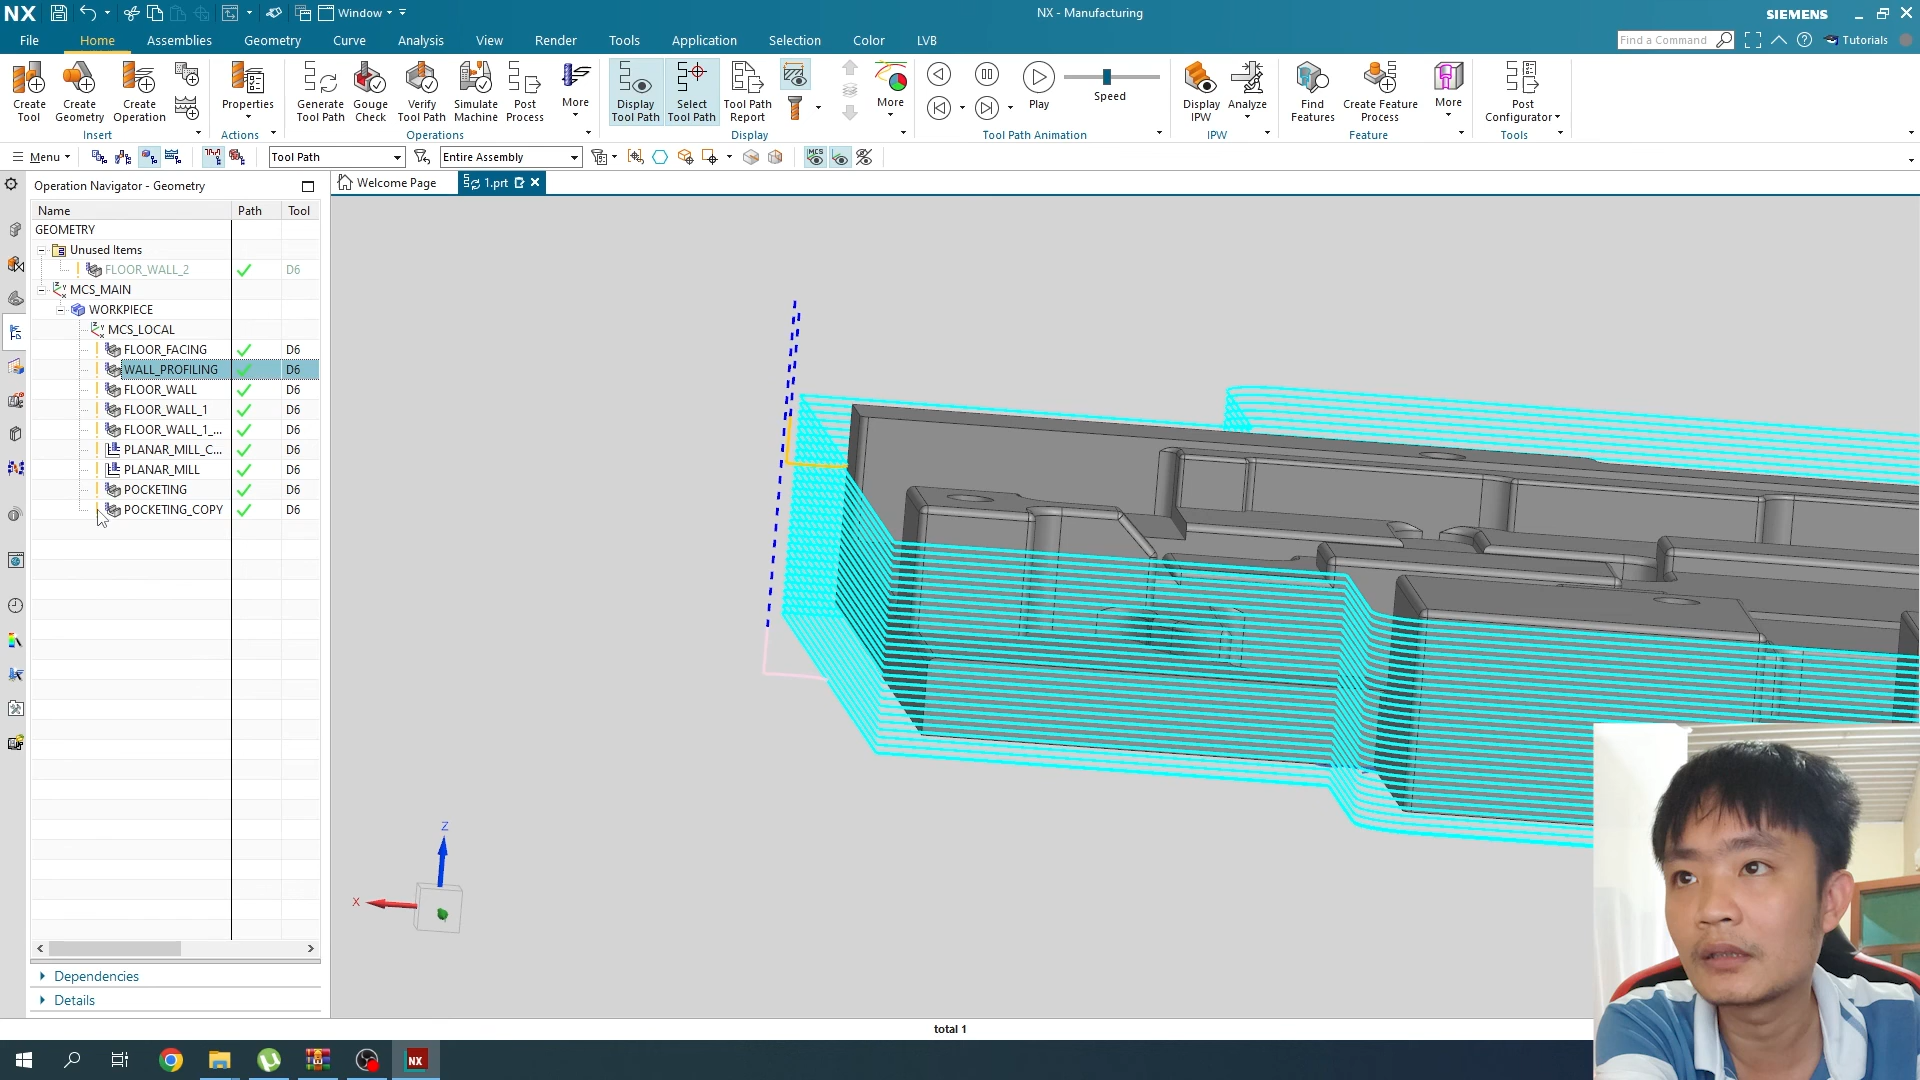 NX
Window
NX - Manufacturing
SIEMENS
File Home Assemblies Geometry Curve Analysis View Render Tools Application Selection Color LVB
Find a Command
Tutorials
Create Tool
Create Geometry
Create Operation
Properties
Generate Tool Path
Gouge Check
Verify Tool Path
Simulate Machine
Post Process
More
Display Tool Path
Select Tool Path
Tool Path Report
More
Play
Speed
Display IPW
Analyze
Find Features
Create Feature Process
More
Post Configurator
Insert
Actions
Operations
Display
Tool Path Animation
IPW
Feature
Tools
Menu
Tool Path
Entire Assembly
MCS
Operation Navigator - Geometry
Welcome Page
1.prt
Name Path Tool
GEOMETRY
Unused Items
FLOOR_WALL_2 D6
MCS_MAIN
WORKPIECE
MCS_LOCAL
FLOOR_FACING D6
WALL_PROFILING D6
FLOOR_WALL D6
FLOOR_WALL_1 D6
FLOOR_WALL_1_... D6
PLANAR_MILL_C... D6
PLANAR_MILL D6
POCKETING D6
POCKETING_COPY D6
Z
X
Dependencies
Details
total 1
NX